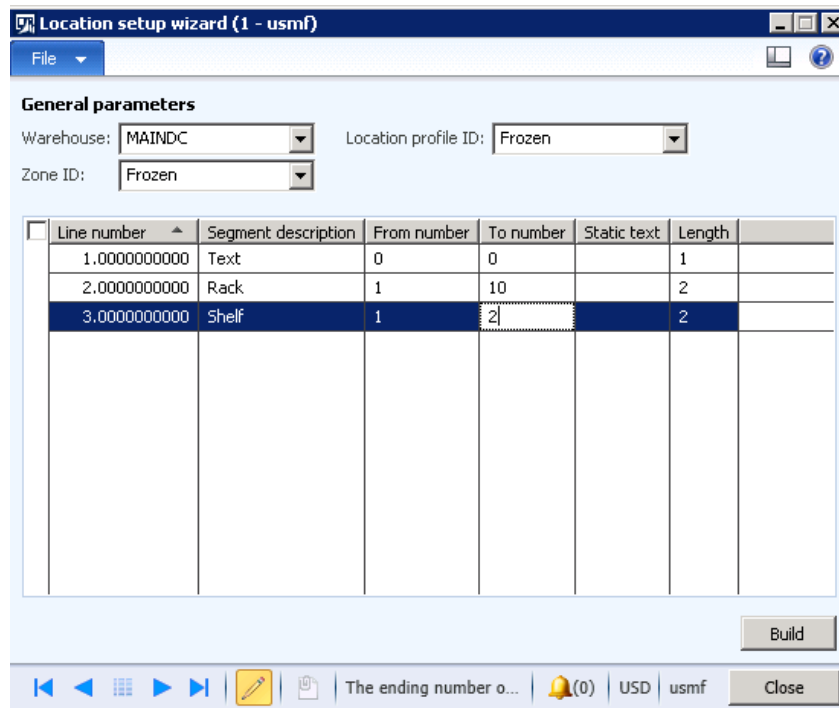 Location setup wizard (1 - usmf)
File
General parameters
Warehouse: MAINDC Location profile ID: Frozen
Zone ID: Frozen
Line number Segment description From number To number Static text Length
1.0000000000 Text 0 0 1
2.0000000000 Rack 1 10 2
3.0000000000 Shelf 1 2 2
Build
The ending number o... (0) USD usmf Close